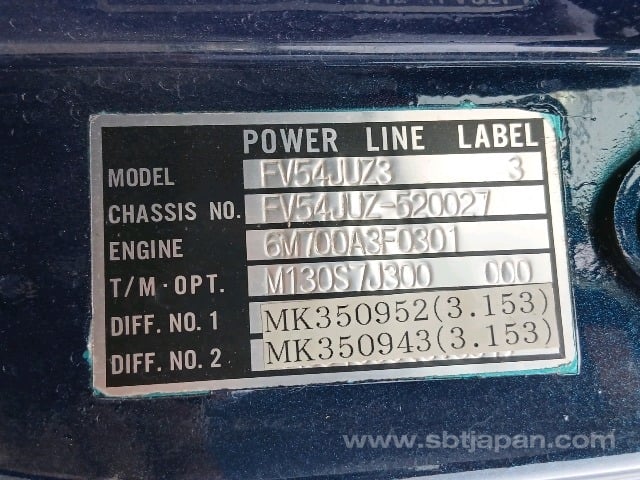 POWER LINE LABEL
MODEL FV54JUZ3 3
CHASSIS NO. FV54JUZ-520027
ENGINE 6M700A3F0301
T/M·OPT. M130S7J300 000
DIFF. NO. 1 MK350952(3.153)
DIFF. NO. 2 MK350943(3.153)
www.sbtjapan.com